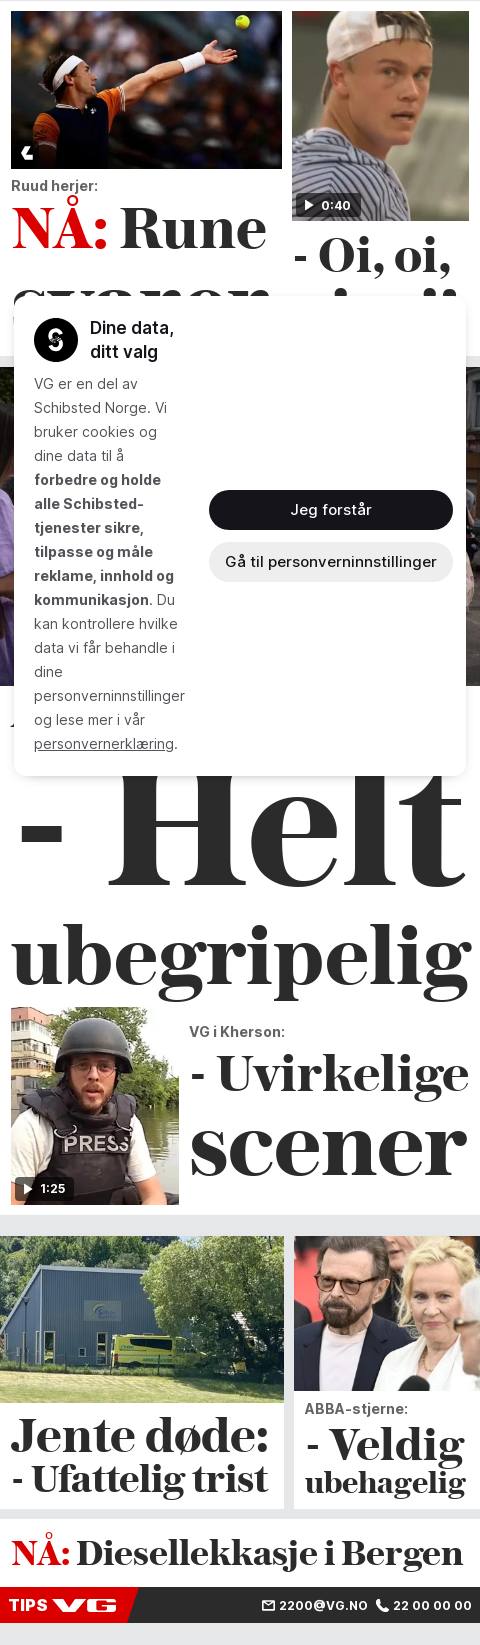 Ruud herjer:
NÅ: Rune
0:40
- Oi, oi,
Dine data,
ditt valg
VG er en del av
Schibsted Norge. Vi
bruker cookies og
dine data til å
forbedre og holde
alle Schibsted-
tjenester sikre,
tilpasse og måle
reklame, innhold og
kommunikasjon. Du
kan kontrollere hvilke
data vi får behandle i
dine
personverninnstillinger
og lese mer i vår
personvernerklæring.
Jeg forstår
Gå til personverninnstillinger
- Helt
ubegripelig
PRESS
1:25
VG i Kherson:
- Uvirkelige
scener
Jente døde:
- Ufattelig trist
ABBA-stjerne:
- Veldig
ubehagelig
NÅ: Diesellekkasje i Bergen
TIPS VG
2200@VG.NO 22 00 00 00